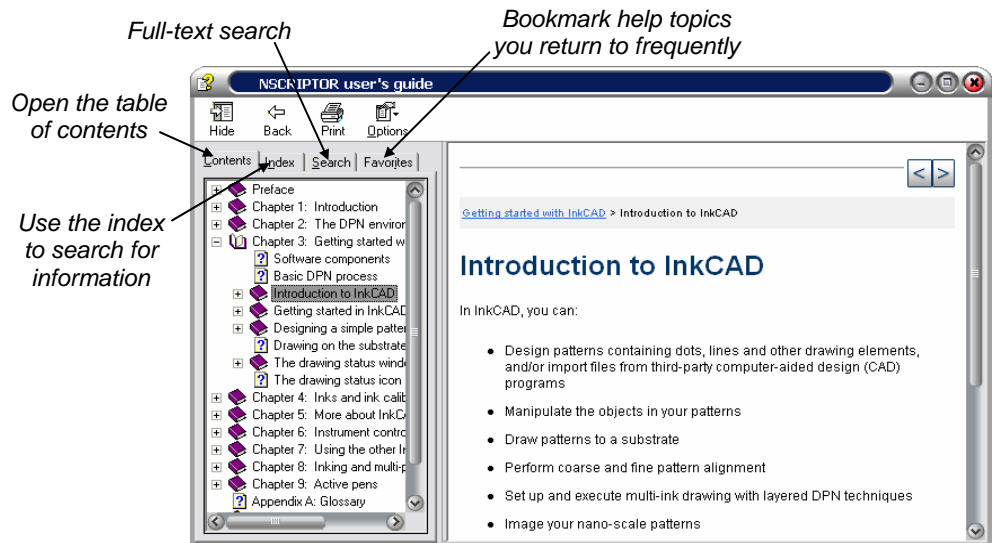 Full-text search
Bookmark help topics
you return to frequently
Open the table
of contents
Use the index
to search for
information
NSCRIPTOR user's guide
Hide Back Print Options
Contents Index Search Favorites
Preface
Chapter 1: Introduction
Chapter 2: The DPN environ
Chapter 3: Getting started w
Software components
Basic DPN process
Introduction to InkCAD
Getting started in InkCAD
Designing a simple patter
Drawing on the substrate
The drawing status windo
The drawing status icon
Chapter 4: Inks and ink calib
Chapter 5: More about InkCA
Chapter 6: Instrument contro
Chapter 7: Using the other In
Chapter 8: Inking and multi-p
Chapter 9: Active pens
Appendix A: Glossary
< >
Getting started with InkCAD > Introduction to InkCAD
Introduction to InkCAD
In InkCAD, you can:
• Design patterns containing dots, lines and other drawing elements,
and/or import files from third-party computer-aided design (CAD)
programs
• Manipulate the objects in your patterns
• Draw patterns to a substrate
• Perform coarse and fine pattern alignment
• Set up and execute multi-ink drawing with layered DPN techniques
• Image your nano-scale patterns